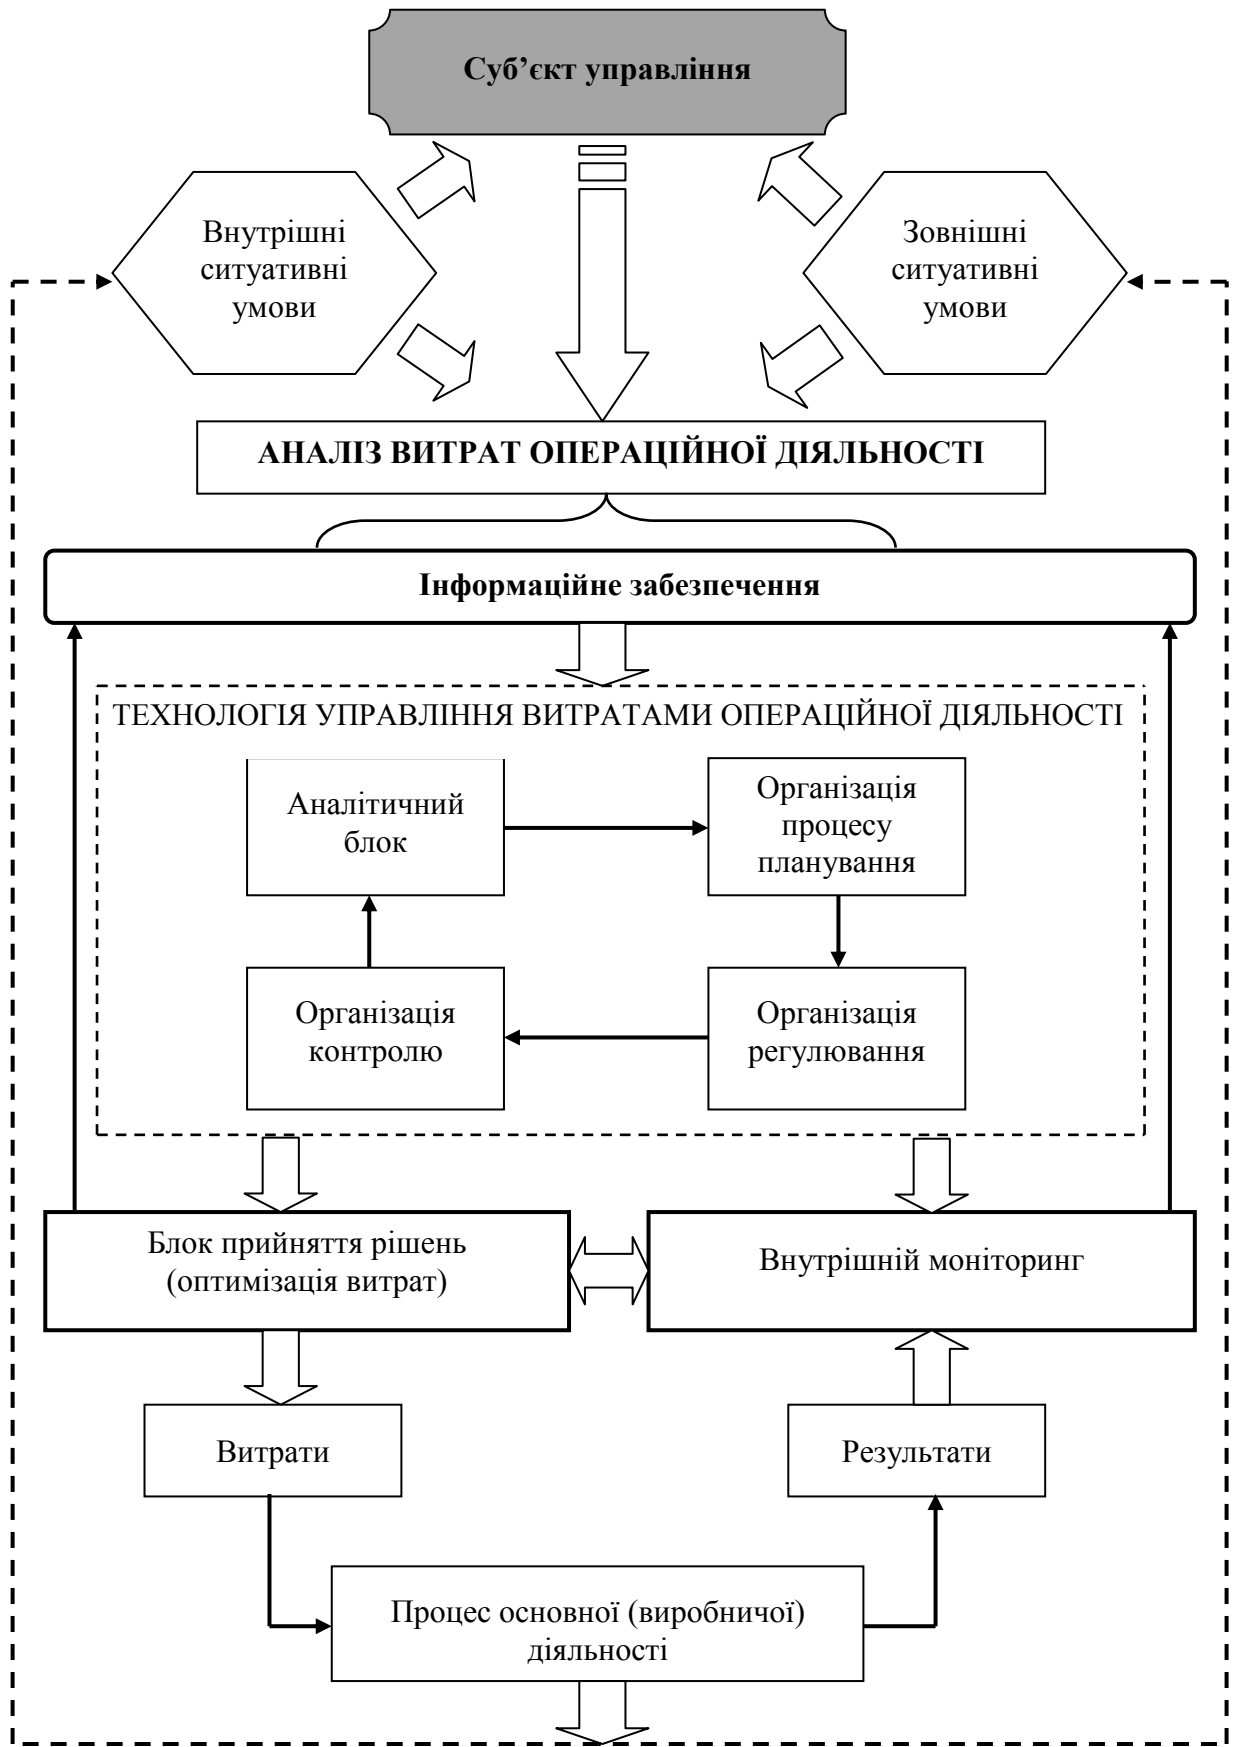 Суб’єкт управління
Внутрішні
ситуативні
умови
Зовнішні
ситуативні
умови
АНАЛІЗ ВИТРАТ ОПЕРАЦІЙНОЇ ДІЯЛЬНОСТІ
Інформаційне забезпечення
ТЕХНОЛОГІЯ УПРАВЛІННЯ ВИТРАТАМИ ОПЕРАЦІЙНОЇ ДІЯЛЬНОСТІ
Аналітичний
блок
Організація
процесу
планування
Організація
контролю
Організація
регулювання
Блок прийняття рішень
(оптимізація витрат)
Внутрішній моніторинг
Витрати
Результати
Процес основної (виробничої)
діяльності